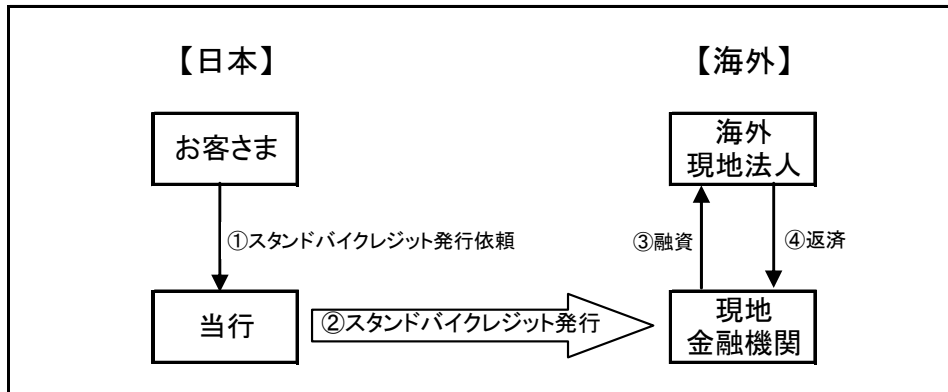 【日本】
【海外】
お客さま
海外
現地法人
①スタンドバイクレジット発行依頼
③融資
④返済
当行
②スタンドバイクレジット発行
現地
金融機関